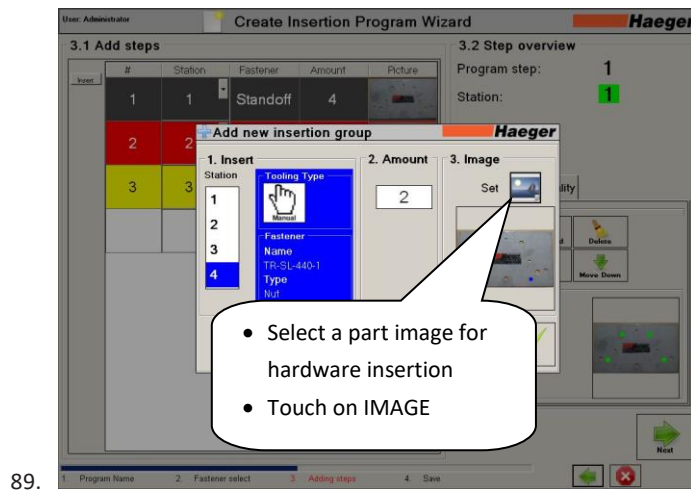 User: Administrator
Create Insertion Program Wizard
Haeger
3.1 Add steps
Insert
# Station Fastener Amount Picture
1 1 Standoff 4
2 2
3 3
3.2 Step overview
Program step: 1
Station: 1
Add new insertion group
Haeger
1. Insert
Station
1
2
3
4
Tooling Type
Manual
Fastener
Name
TR-SL-440-1
Type
Nut
2. Amount
2
3. Image
Set
Delete
Move Down
• Select a part image for
hardware insertion
• Touch on IMAGE
Next
1. Program Name 2. Fastener select 3. Adding steps 4. Save
89.